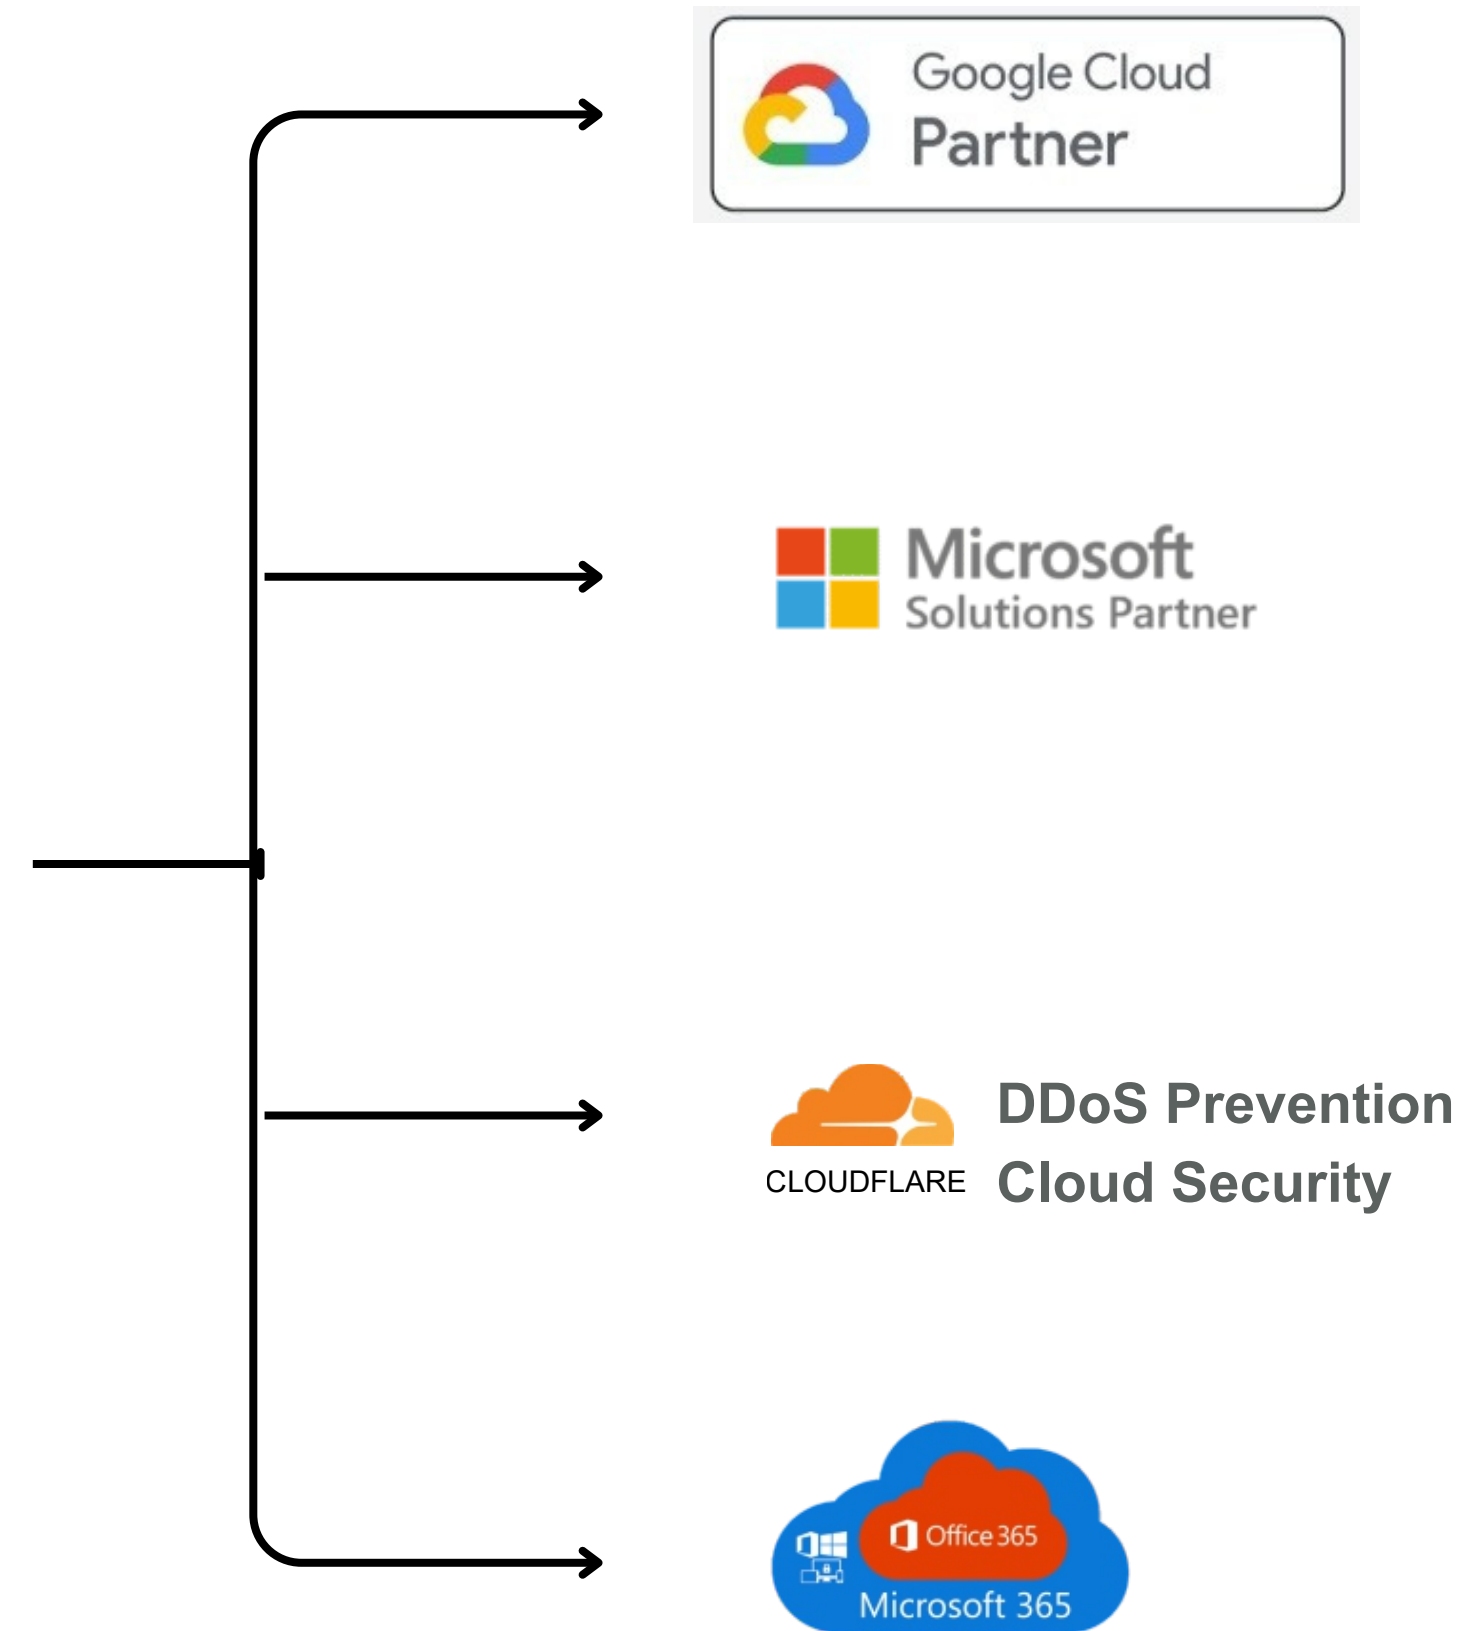 Google Cloud
Partner
Microsoft
Solutions Partner
DDoS Prevention
CLOUDFLARE
Cloud Security
Office 365
Microsoft 365